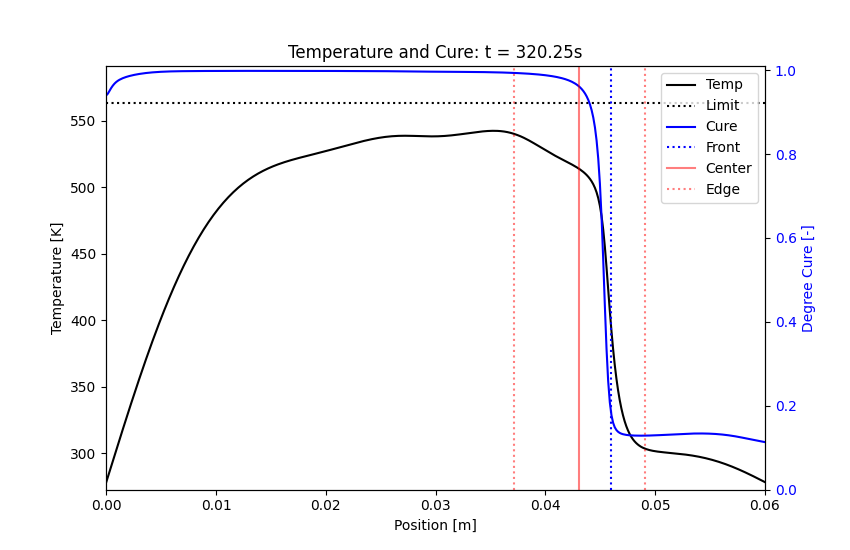 Temperature and Cure: t = 320.25s
Temperature [K]
550
500
450
400
350
300
0.00
0.01
0.02
0.03
0.04
0.05
0.06
Position [m]
1.0
0.8
0.6
0.4
0.2
0.0
Degree Cure [-]
Temp
Limit
Cure
Front
Center
Edge